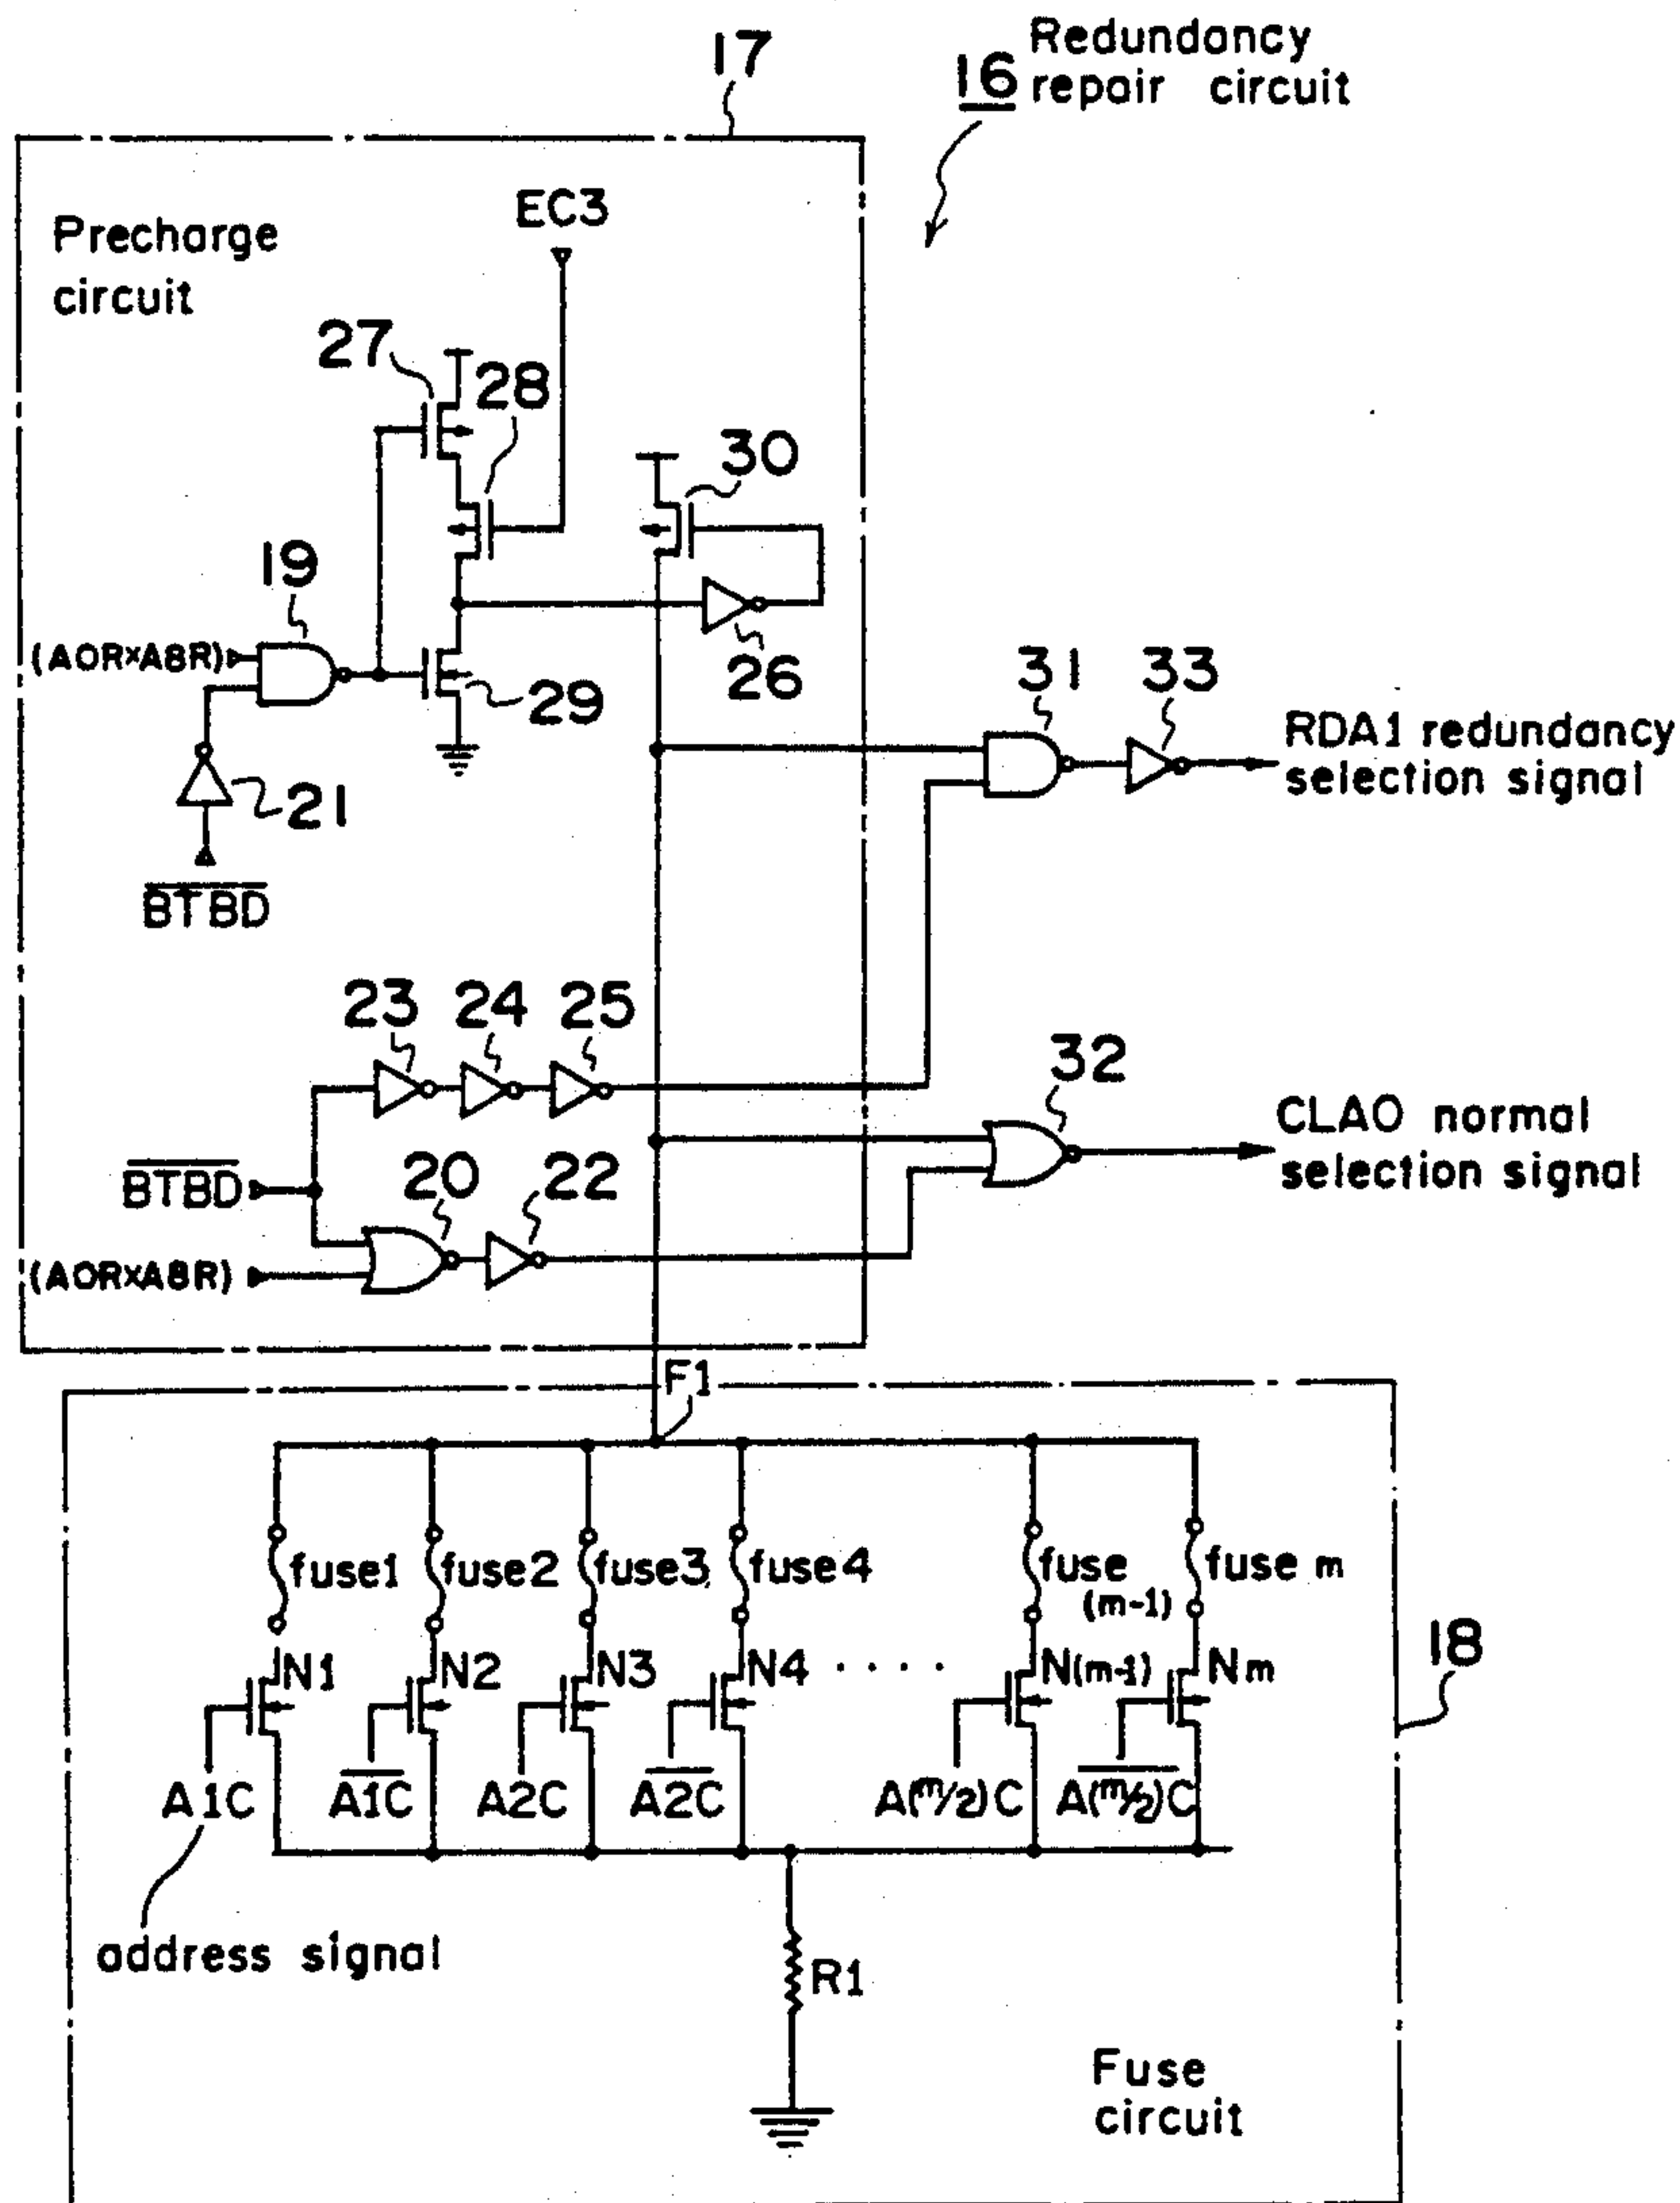 Redundancy
16 repair circuit
17
Precharge
circuit
EC3
27
28
30
19
(A0R×A8R)
29
26
31
33
RDA1 redundancy
selection signal
21
BTBD
23
24
25
32
CLA0 normal
selection signal
BTBD
20
22
(A0R×A8R)
F1
fuse1
fuse2
fuse3
fuse4
fuse
(m-1)
fuse m
18
N1
N2
N3
N4
....
N(m-1)
Nm
A1C
A1C
A2C
A2C
A(m/2)C
A(m/2)C
address signal
R1
Fuse
circuit